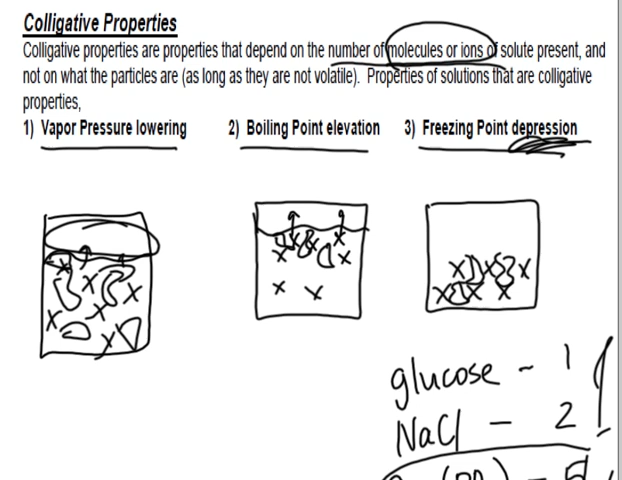 Colligative Properties
Colligative properties are properties that depend on the number of molecules or ions of solute present, and
not on what the particles are (as long as they are not volatile). Properties of solutions that are colligative
properties,
1) Vapor Pressure lowering 2) Boiling Point elevation 3) Freezing Point depression
glucose - 1
NaCl - 2